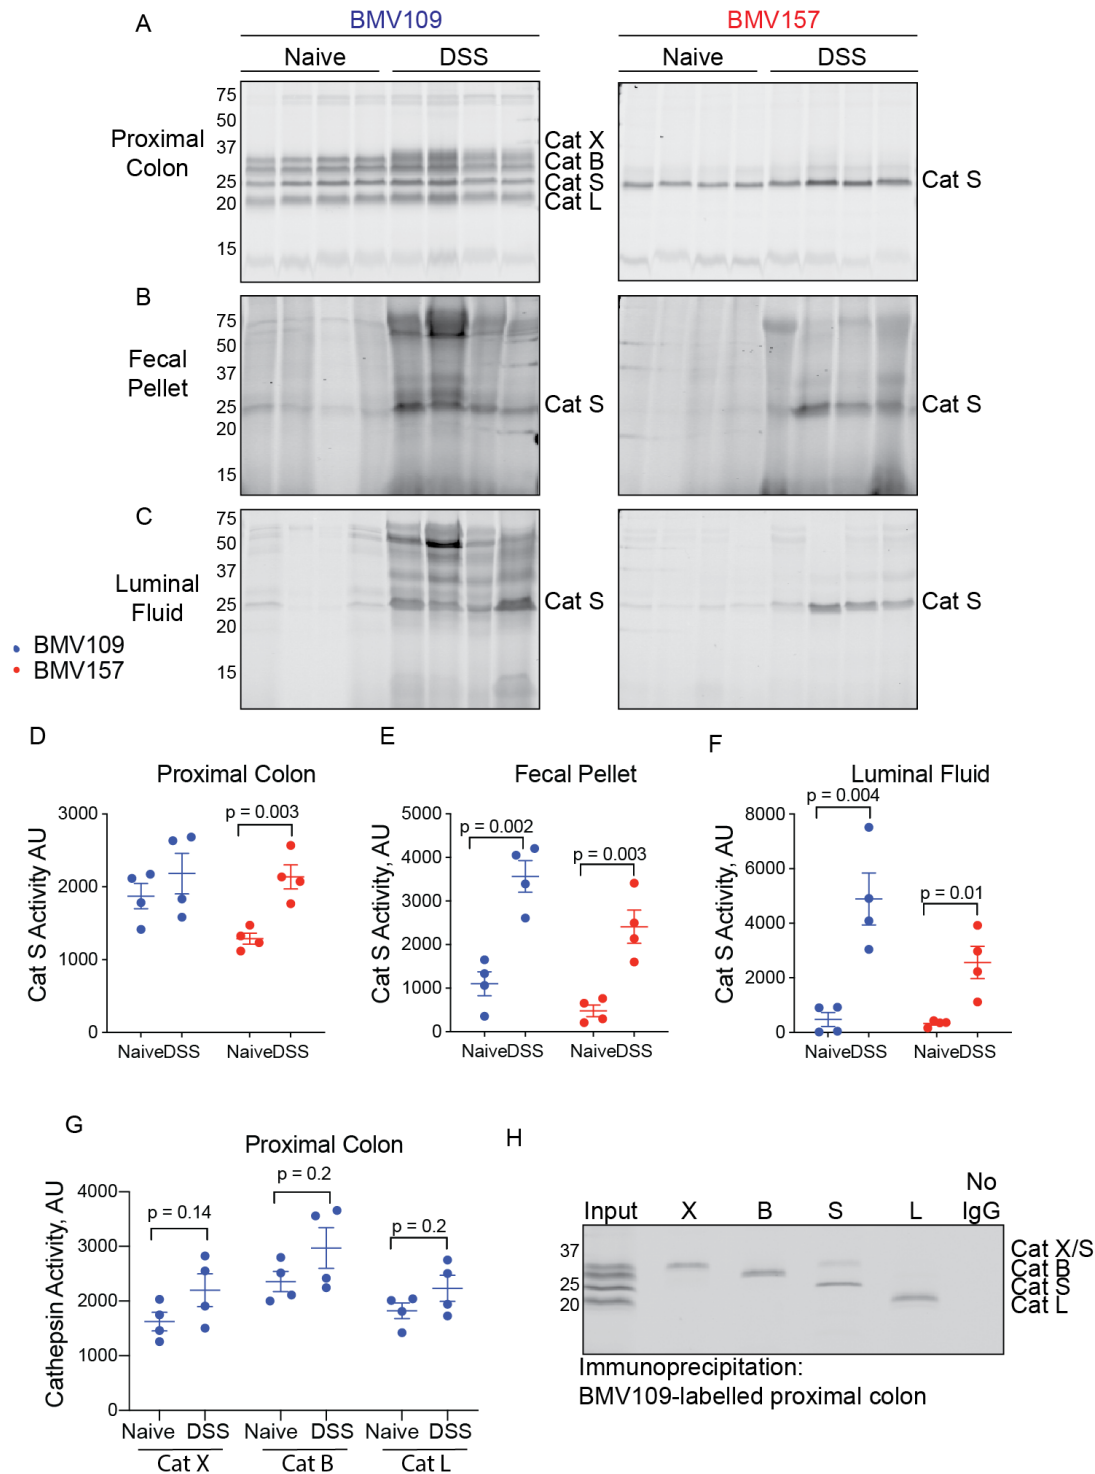 A
BMV109
BMV157
Naive DSS
Naive DSS
Proximal
Colon
75
50
37
25
20
15
Cat X
Cat B
Cat S
Cat L
Cat S
B
Fecal
Pellet
75
50
37
25
20
15
Cat S
Cat S
C
Luminal
Fluid
75
50
37
25
20
15
Cat S
Cat S
BMV109
BMV157
D
Proximal Colon
Cat S Activity, AU
3000
2000
1000
0
p = 0.003
NaiveDSS NaiveDSS
E
Fecal Pellet
Cat S Activity, AU
5000
4000
3000
2000
1000
0
p = 0.002
p = 0.003
NaiveDSS NaiveDSS
F
Luminal Fluid
Cat S Activity, AU
8000
6000
4000
2000
0
p = 0.004
p = 0.01
NaiveDSS NaiveDSS
G
Proximal Colon
Cathepsin Activity, AU
4000
3000
2000
1000
0
p = 0.14
p = 0.2
p = 0.2
Naive DSS Naive DSS Naive DSS
Cat X Cat B Cat L
H
Input X B S L No
IgG
37
25
20
Cat X/S
Cat B
Cat S
Cat L
Immunoprecipitation:
BMV109-labelled proximal colon